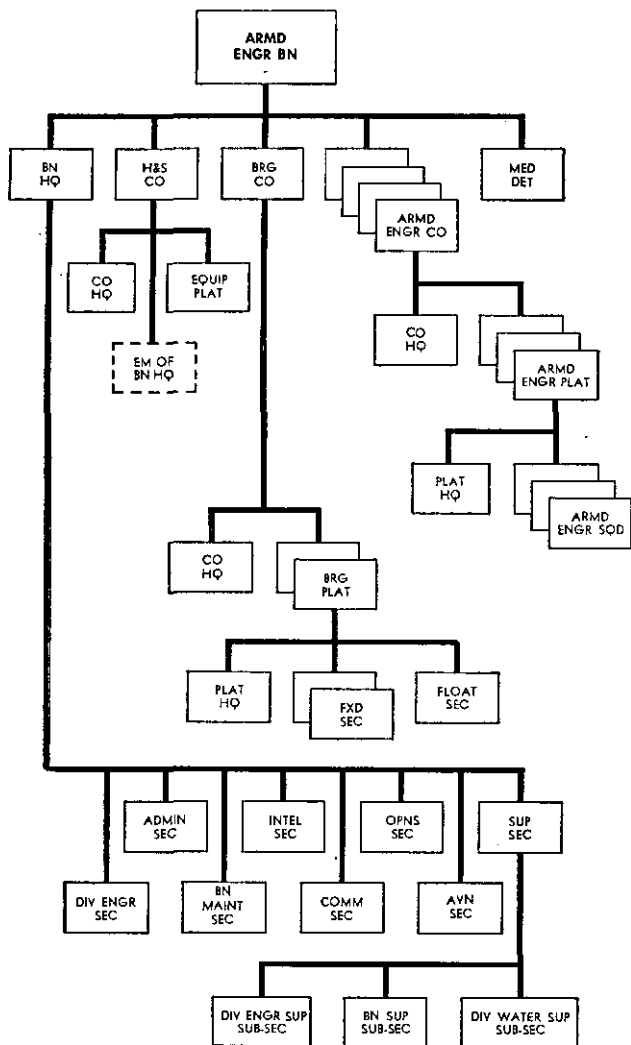 ARMD
ENGR BN
BN
HQ
H&S
CO
BRG
CO
ARMD
ENGR CO
MED
DET
CO
HQ
EQUIP
PLAT
EM OF
BN HQ
CO
HQ
ARMD
ENGR PLAT
PLAT
HQ
ARMD
ENGR SQD
CO
HQ
BRG
PLAT
PLAT
HQ
FXD
SEC
FLOAT
SEC
ADMIN
SEC
INTEL
SEC
OPNS
SEC
SUP
SEC
DIV ENGR
SEC
BN
MAINT
SEC
COMM
SEC
AVN
SEC
DIV ENGR SUP
SUB-SEC
BN SUP
SUB-SEC
DIV WATER SUP
SUB-SEC